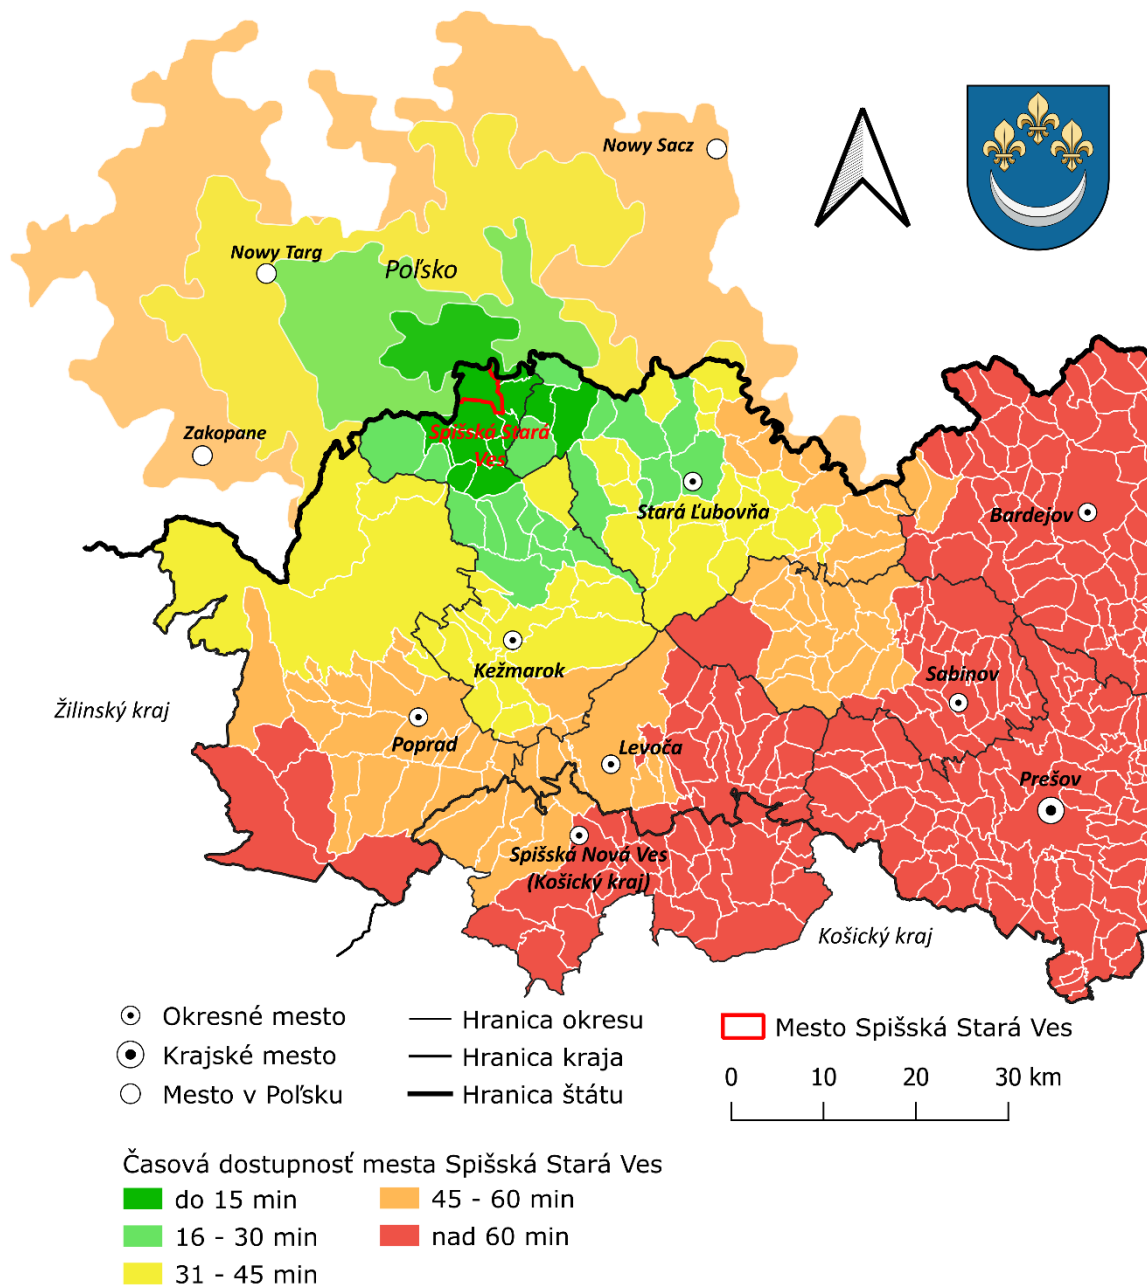 Nowy Sacz
Nowy Targ
Poľsko
Zakopane
Spišská Stará
Ves
Stará Ľubovňa
Bardejov
Kežmarok
Sabinov
Žilinský kraj
Poprad
Levoča
Prešov
Spišská Nová Ves
(Košický kraj)
Košický kraj
Okresné mesto
Krajské mesto
Mesto v Poľsku
Hranica okresu
Hranica kraja
Hranica štátu
Mesto Spišská Stará Ves
0 10 20 30 km
Časová dostupnosť mesta Spišská Stará Ves
do 15 min
16 - 30 min
31 - 45 min
45 - 60 min
nad 60 min